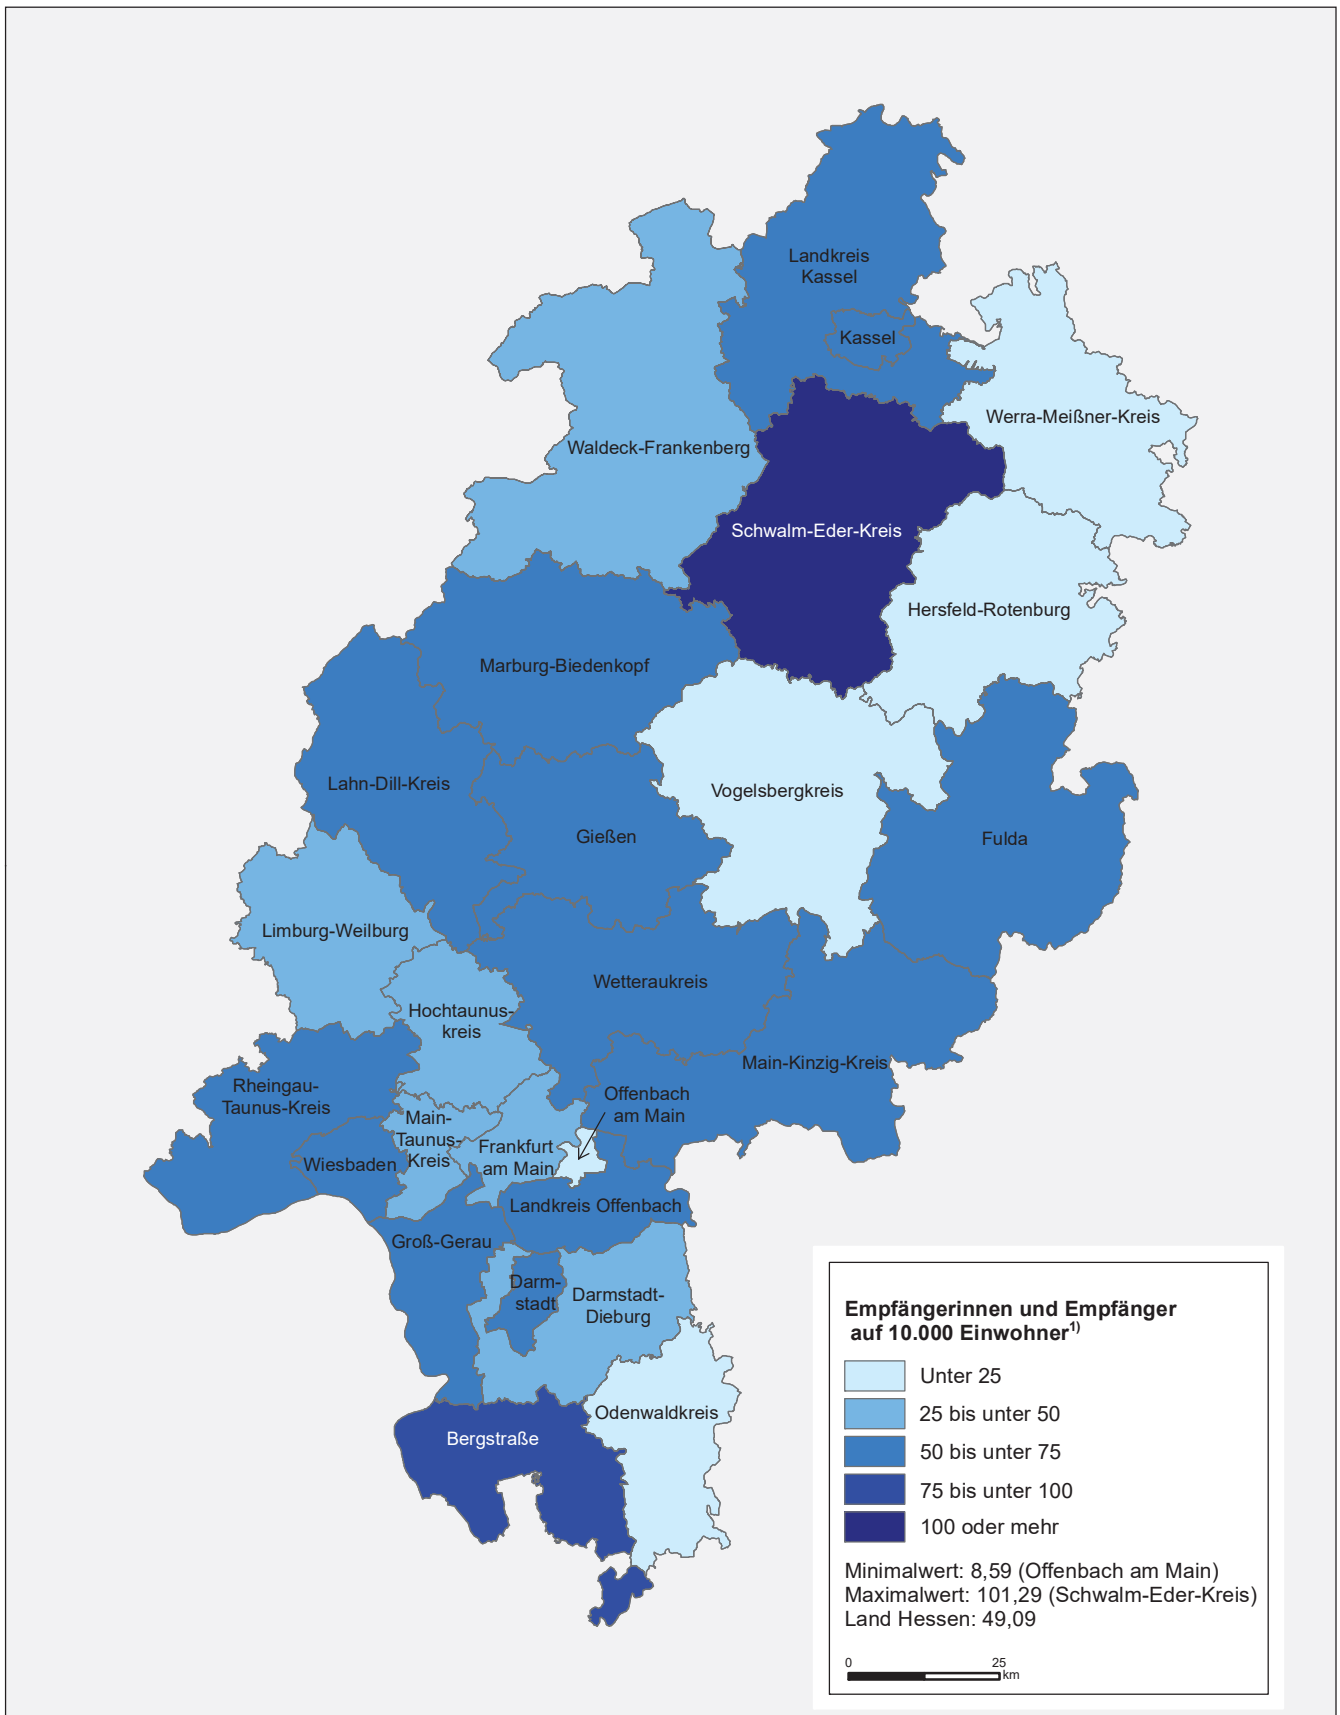 Landkreis
Kassel
Kassel
Werra-Meißner-Kreis
Waldeck-Frankenberg
Schwalm-Eder-Kreis
Hersfeld-Rotenburg
Marburg-Biedenkopf
Lahn-Dill-Kreis
Vogelsbergkreis
Gießen
Fulda
Limburg-Weilburg
Wetteraukreis
Hochtaunus-
kreis
Main-Kinzig-Kreis
Rheingau-
Taunus-Kreis
Offenbach
am Main
Main-
Taunus-
Kreis
Frankfurt
am Main
Wiesbaden
Landkreis Offenbach
Groß-Gerau
Darm-
stadt
Darmstadt-
Dieburg
Odenwaldkreis
Bergstraße
Empfängerinnen und Empfänger
auf 10.000 Einwohner1)
Unter 25
25 bis unter 50
50 bis unter 75
75 bis unter 100
100 oder mehr
Minimalwert: 8,59 (Offenbach am Main)
Maximalwert: 101,29 (Schwalm-Eder-Kreis)
Land Hessen: 49,09
0 25
km